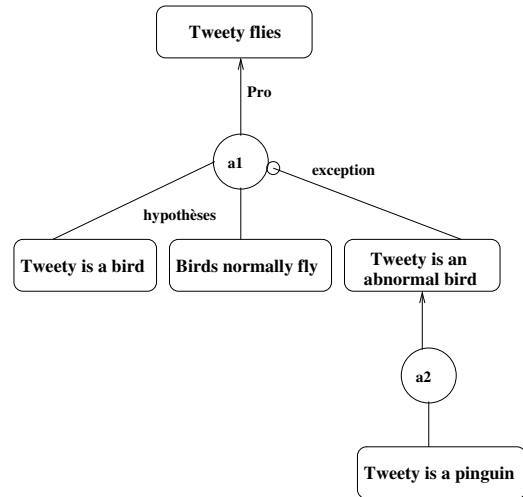 Tweety flies
Pro
a1
exception
hypothèses
Tweety is a bird
Birds normally fly
Tweety is an
abnormal bird
a2
Tweety is a pinguin